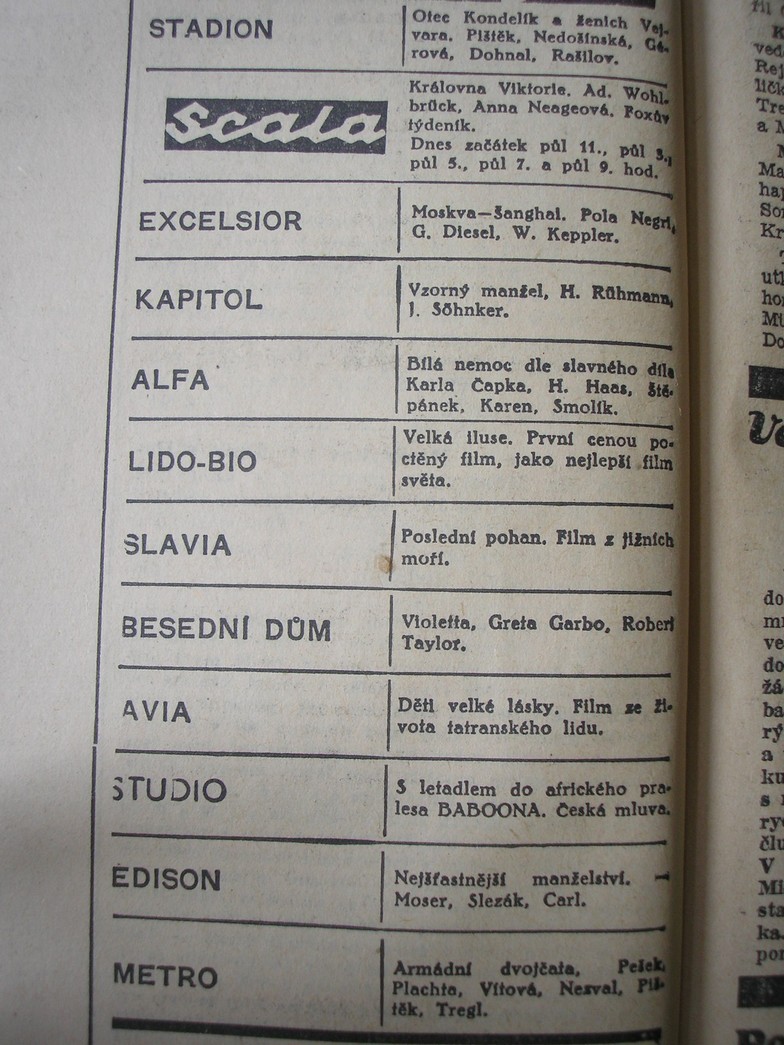 STADION
Otec Kondelík a ženich Vej-
vara. Pištěk, Nedošínská, Gé-
rová, Dohnal, Rašilov.
Scala
Královna Viktorie. Ad. Wohl-
brück, Anna Neageová. Foxův
týdeník.
Dnes začátek půl 11., půl 3.,
půl 5., půl 7. a půl 9. hod.
EXCELSIOR
Moskva—Šanghai. Pola Negri,
G. Diesel, W. Keppler.
KAPITOL
Vzorný manžel, H. Rühmann,
J. Söhnker.
ALFA
Bílá nemoc dle slavného díla
Karla Čapka, H. Haas, Ště-
pánek, Karen, Smolík.
LIDO-BIO
Velká iluse. První cenou po-
ctěný film, jako nejlepší film
světa.
SLAVIA
Poslední pohan. Film z jižních
moří.
BESEDNÍ DŮM
Violetta, Greta Garbo, Robert
Taylor.
AVIA
Děti velké lásky. Film ze ži-
vota tatranského lidu.
STUDIO
S letadlem do afrického pra-
lesa BABOONA. Česká mluva.
EDISON
Nejšťastnější manželství. —
Moser, Slezák, Carl.
METRO
Armádní dvojčata, Pešek,
Plachta, Vítová, Nesval, Piš-
těk, Tregl.